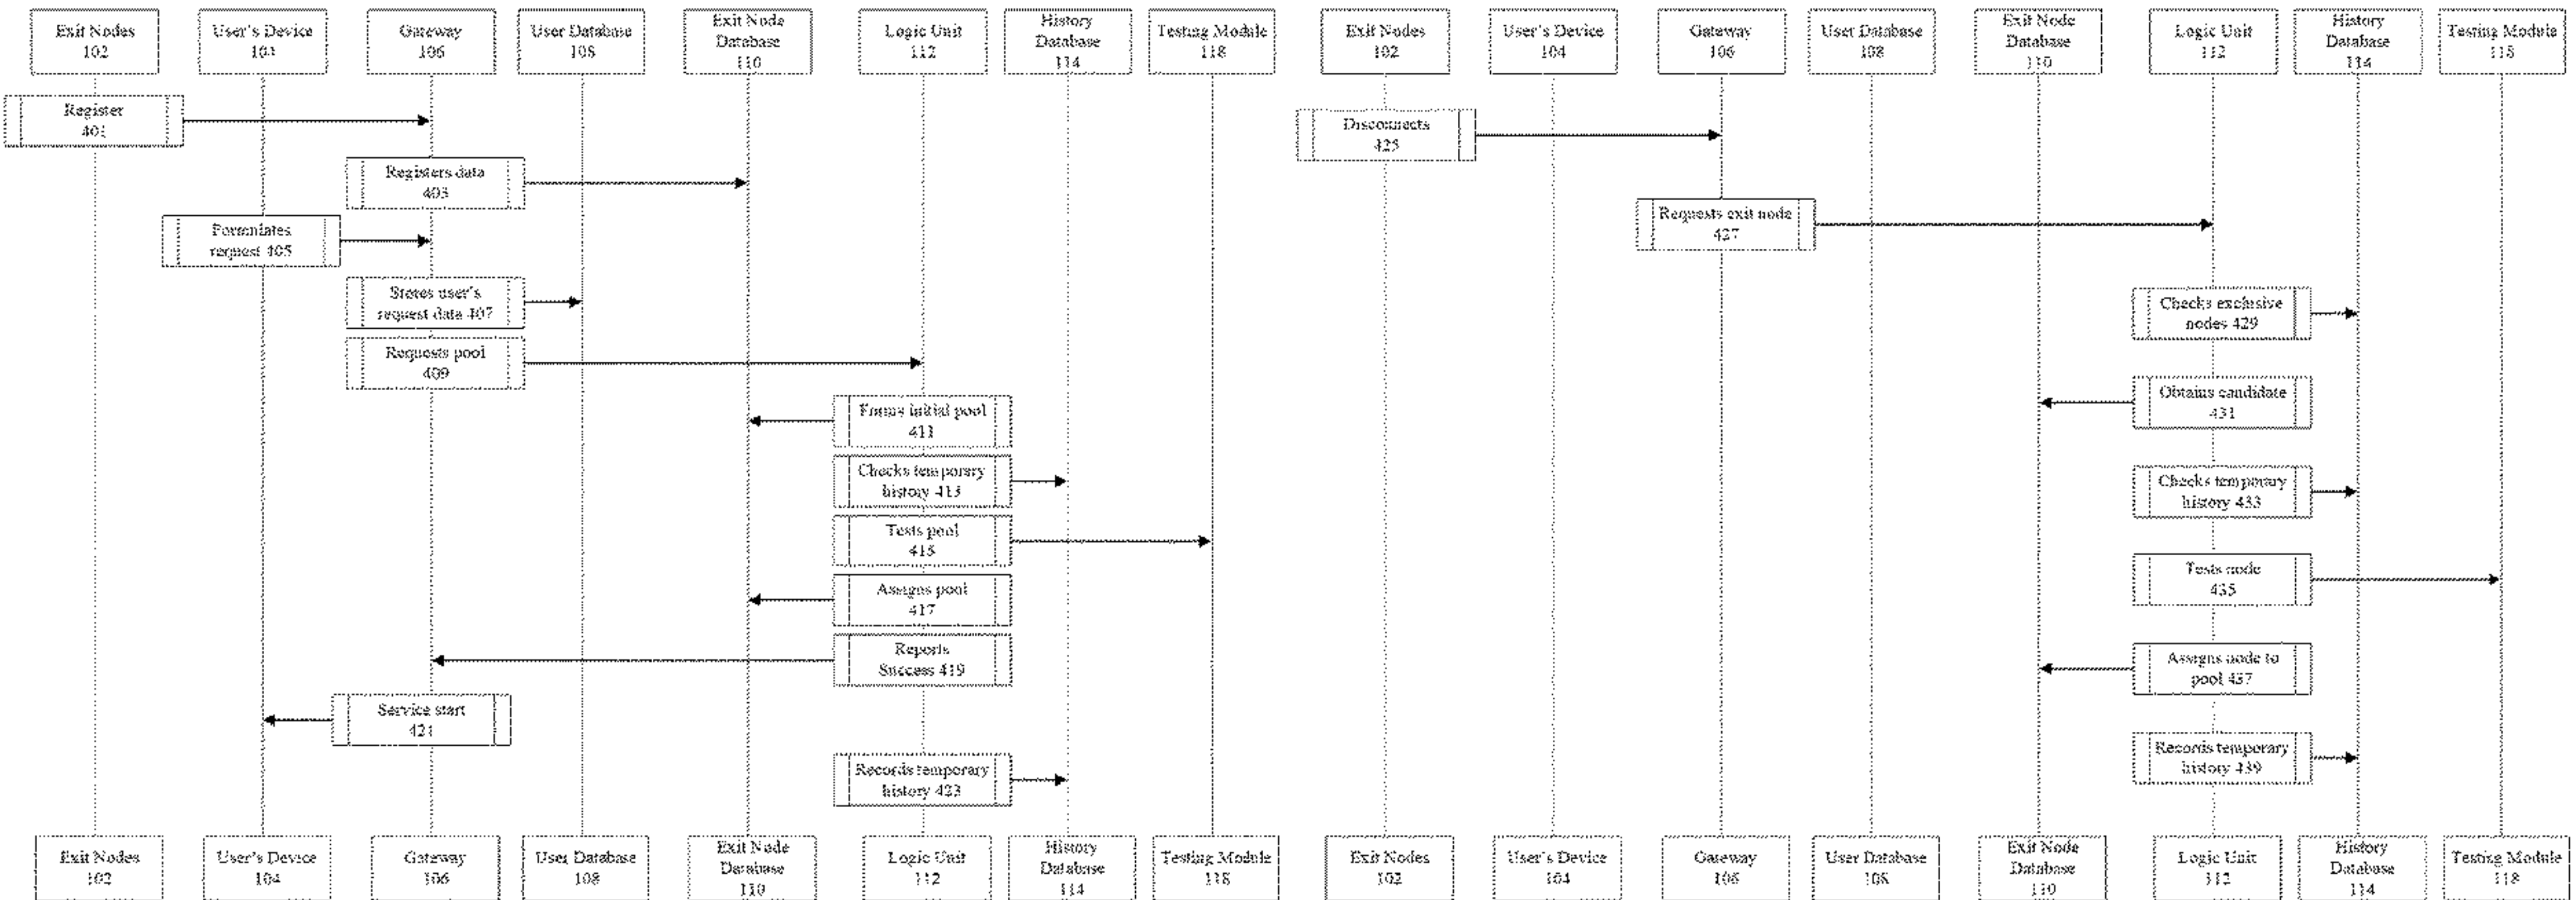 Exit Nodes
102
User's Device
104
Gateway
106
User Database
108
Exit Node
Database
110
Logic Unit
112
History
Database
114
Testing Module
118
Register
401
Registers data
403
Formulates
request 405
Stores user's
request data 407
Requests pool
409
Forms initial pool
411
Checks temporary
history 413
Tests pool
415
Assigns pool
417
Reports
Success 419
Service start
421
Records temporary
history 423
Exit Nodes
102
User's Device
104
Gateway
106
User Database
108
Exit Node
Database
110
Logic Unit
112
History
Database
114
Testing Module
118
Exit Nodes
102
User's Device
104
Gateway
106
User Database
108
Exit Node
Database
110
Logic Unit
112
History
Database
114
Testing Module
118
Disconnects
425
Requests exit node
427
Checks exclusive
nodes 429
Obtains candidate
431
Checks temporary
history 433
Tests node
435
Assigns node to
pool 437
Records temporary
history 439
Exit Nodes
102
User's Device
104
Gateway
106
User Database
108
Exit Node
Database
110
Logic Unit
112
History
Database
114
Testing Module
118